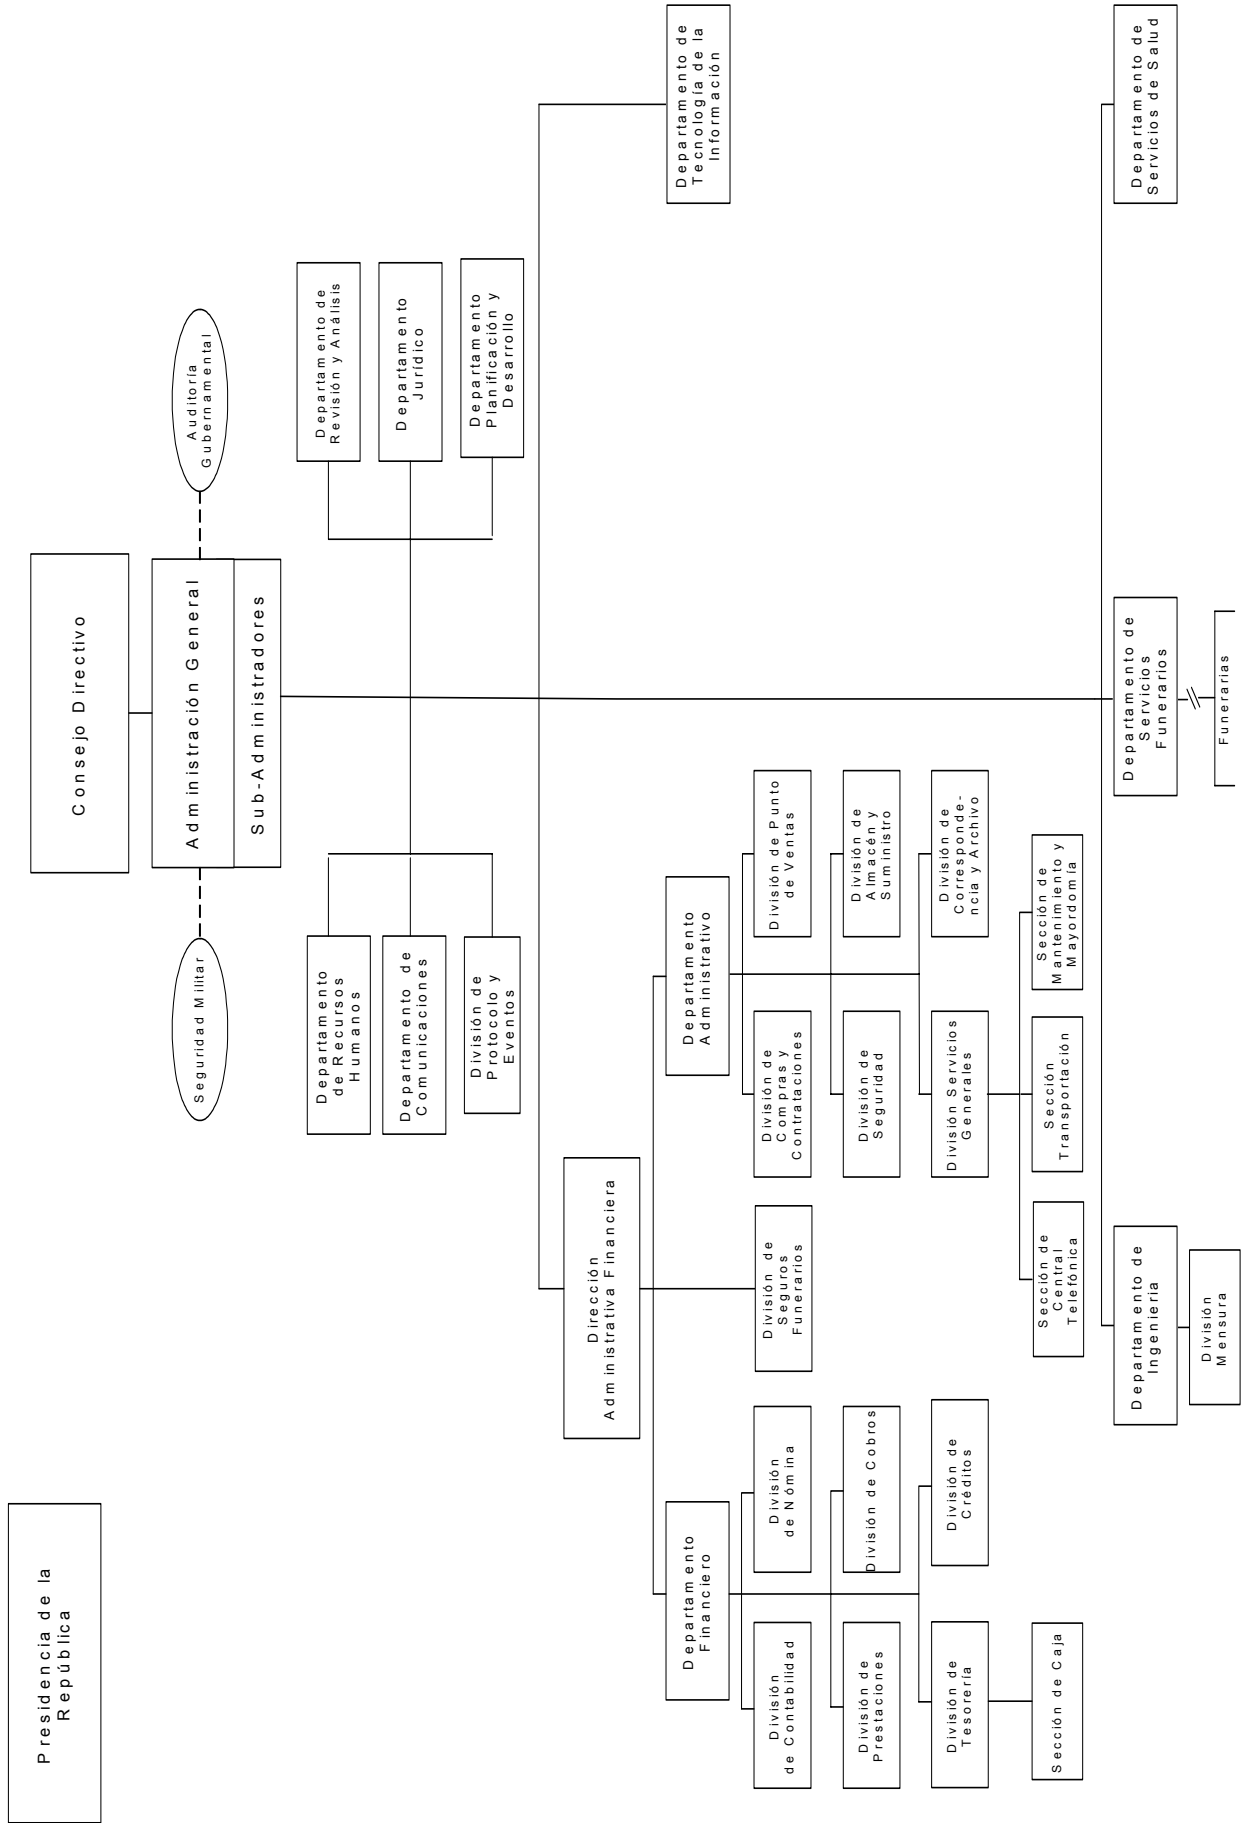 Presidencia de la
República
Consejo Directivo
Administración General
Sub-Administradores
Seguridad Militar
Auditoría
Gubernamental
Departamento
de Recursos
Humanos
Departamento de
Revisión y Análisis
Departamento de
Comunicaciones
Departamento
Jurídico
División de
Protocolo y
Eventos
Departamento
Planificación y
Desarrollo
Dirección
Administrativa Financiera
Departamento
Financiero
Departamento
Administrativo
Departamento de
Tecnología de la
Información
División
de Contabilidad
División
de Nómina
División de
Seguros
Funerarios
División de
Compras y
Contrataciones
División de Punto
de Ventas
División de
Prestaciones
División de Cobros
División de
Seguridad
División de
Almacén y
Suministro
División de
Tesorería
División de
Créditos
División Servicios
Generales
División de
Corresponde-
ncia y Archivo
Sección de Caja
Sección de
Central
Telefónica
Sección
Transportación
Sección de
Mantenimiento y
Mayordomía
Departamento de
Ingenieria
Departamento de
Servicios
Funerarios
Departamento de
Servicios de Salud
División
Mensura
Funerarias